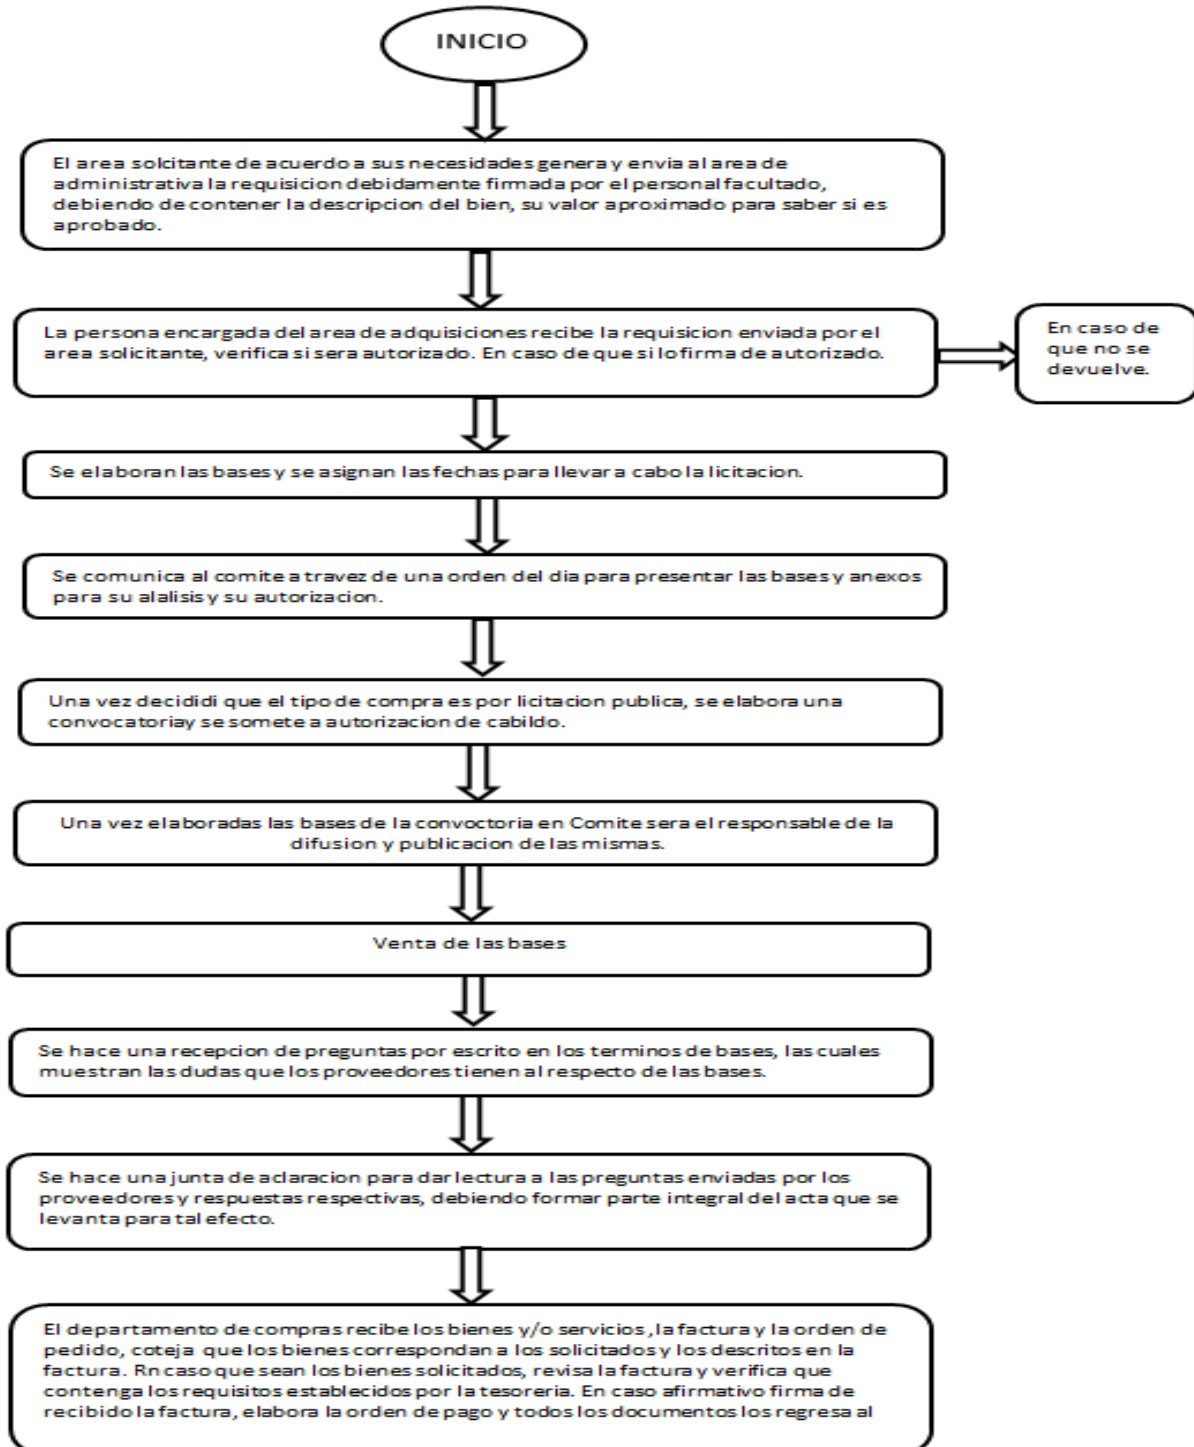 INICIO
El area solcitante de acuerdo a sus necesidades genera y envia al area de
administrativa la requisicion debidamente firmada por el personal facultado,
debiendo de contener la descripcion del bien, su valor aproximado para saber si es
aprobado.
La persona encargada del area de adquisiciones recibe la requisicion enviada por el
area solicitante, verifica si sera autorizado. En caso de que si lo firma de autorizado.
En caso de
que no se
devuelve.
Se elaboran las bases y se asignan las fechas para llevar a cabo la licitacion.
Se comunica al comite a travez de una orden del dia para presentar las bases y anexos
para su alalisis y su autorizacion.
Una vez decididi que el tipo de compra es por licitacion publica, se elabora una
convocatoria y se somete a autorizacion de cabildo.
Una vez elaboradas las bases de la convoctoria en Comite sera el responsable de la
difusion y publicacion de las mismas.
Venta de las bases
Se hace una recepcion de preguntas por escrito en los terminos de bases, las cuales
muestran las dudas que los proveedores tienen al respecto de las bases.
Se hace una junta de aclaracion para dar lectura a las preguntas enviadas por los
proveedores y respuestas respectivas, debiendo formar parte integral del acta que se
levanta para tal efecto.
El departamento de compras recibe los bienes y/o servicios ,la factura y la orden de
pedido, coteja que los bienes correspondan a los solicitados y los descritos en la
factura. Rn caso que sean los bienes solicitados, revisa la factura y verifica que
contenga los requisitos establecidos por la tesoreria. En caso afirmativo firma de
recibido la factura, elabora la orden de pago y todos los documentos los regresa al